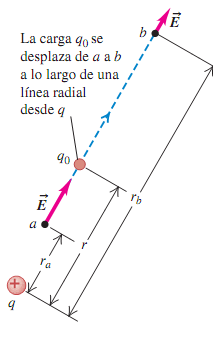 La carga q₀ se
desplaza de a a b
a lo largo de una
línea radial
desde q
b
E⃗
q₀
E⃗
a
r_b
r
r_a
+
q